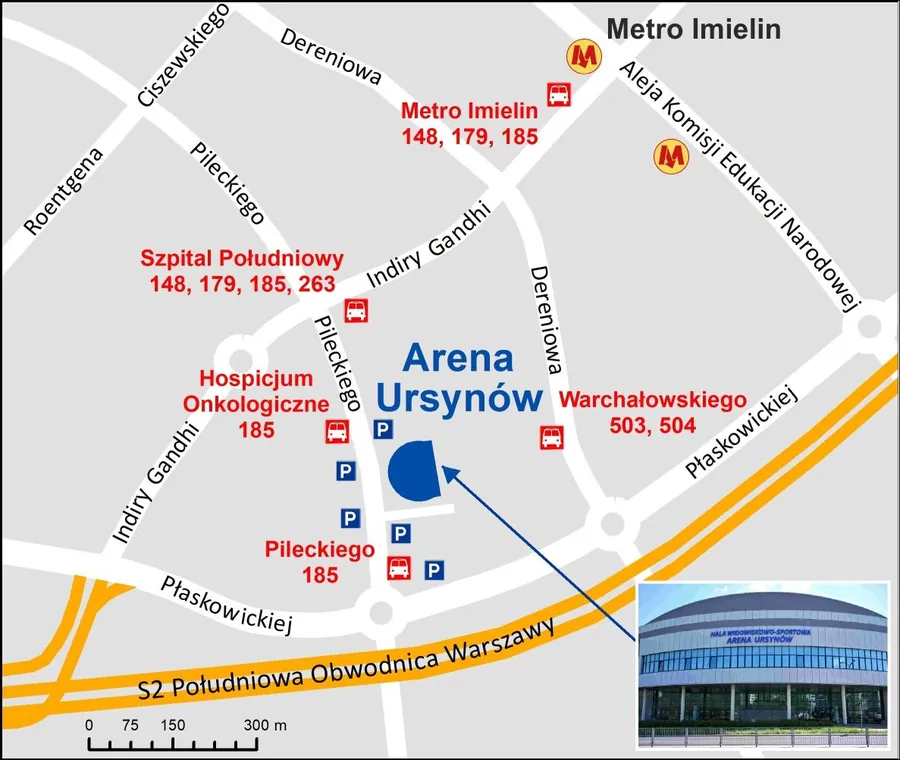 Metro Imielin
M
Ciszewskiego
Dereniowa
Aleja Komisji Edukacji Narodowej
Metro Imielin
148, 179, 185
M
Roentgena
Pileckiego
Indiry Gandhi
Szpital Południowy
148, 179, 185, 263
Dereniowa
Pileckiego
Arena
Ursynów
Hospicjum
Onkologiczne
185
Warchałowskiego
503, 504
P
Płaskowickiej
P
Indiry Gandhi
P
P
Pileckiego
185
P
Płaskowickiej
HALA WIDOWISKOWO-SPORTOWA
ARENA URSYNÓW
S2 Południowa Obwodnica Warszawy
0 75 150 300 m